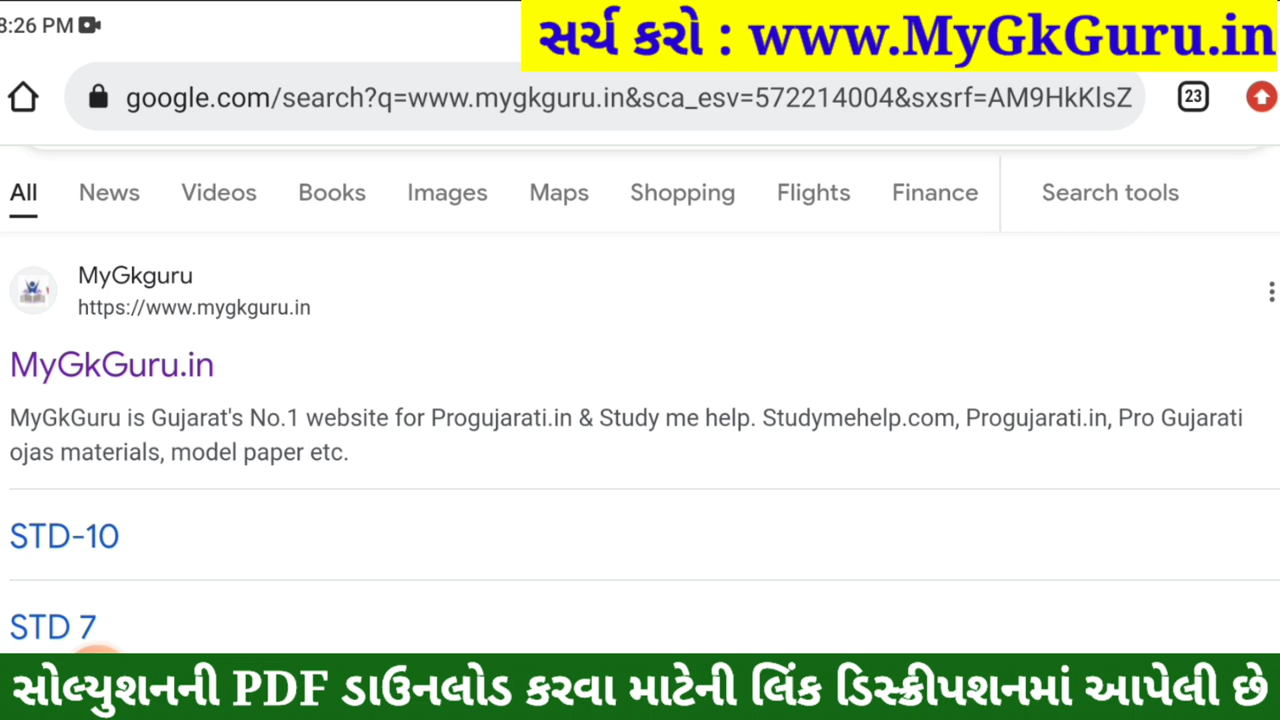 8:26 PM
સર્ચ કરો : www.MyGkGuru.in
google.com/search?q=www.mygkguru.in&sca_esv=572214004&sxsrf=AM9HkKlsZ
23
All News Videos Books Images Maps Shopping Flights Finance Search tools
MyGkguru
https://www.mygkguru.in
MyGkGuru.in
MyGkGuru is Gujarat's No.1 website for Progujarati.in & Study me help. Studymehelp.com, Progujarati.in, Pro Gujarati
ojas materials, model paper etc.
STD-10
STD 7
સોલ્યુશનની PDF ડાઉનલોડ કરવા માટેની લિંક ડિસ્ક્રીપશનમાં આપેલી છે